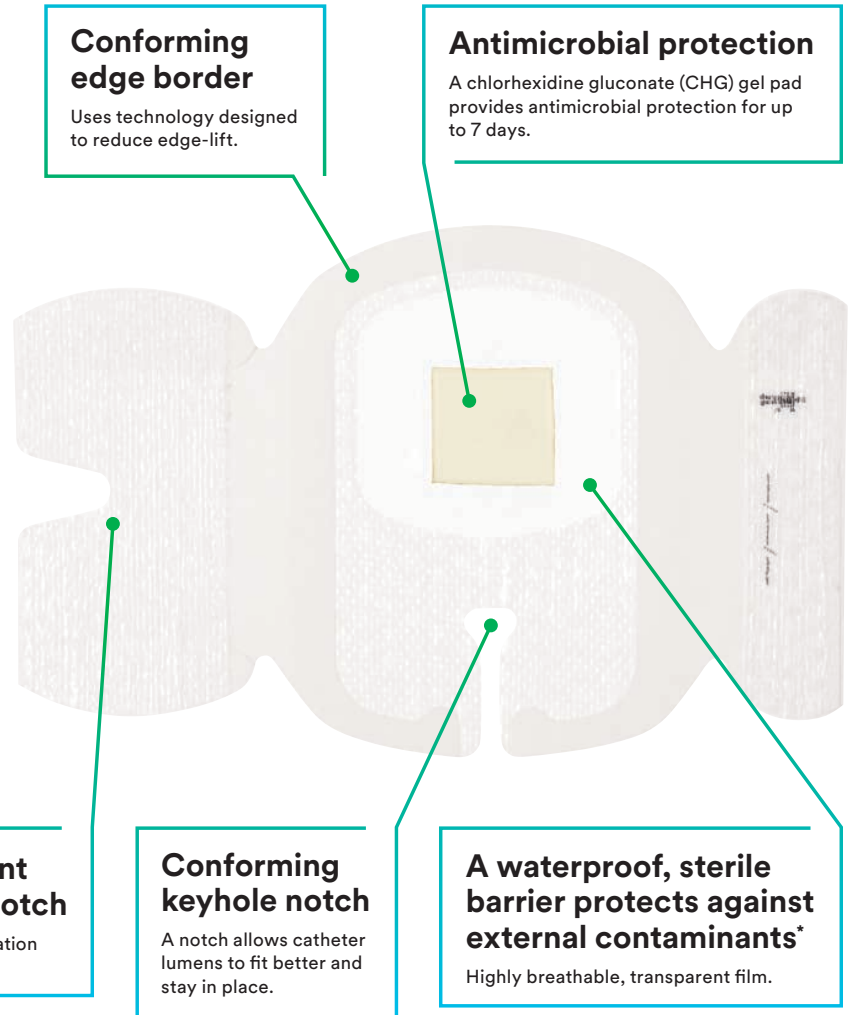 Conforming
edge border
Uses technology designed
to reduce edge-lift.
Antimicrobial protection
A chlorhexidine gluconate (CHG) gel pad
provides antimicrobial protection for up
to 7 days.
nt
otch
ation
Conforming
keyhole notch
A notch allows catheter
lumens to fit better and
stay in place.
A waterproof, sterile
barrier protects against
external contaminants*
Highly breathable, transparent film.